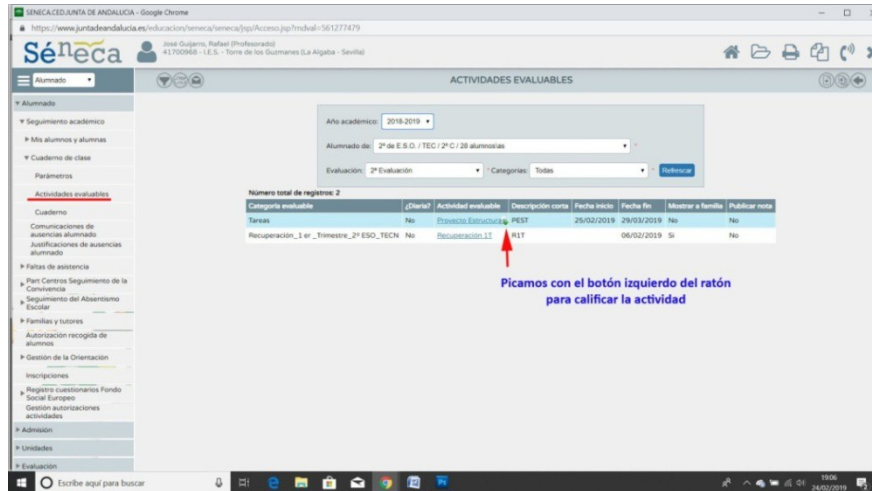 SENECA.CED.JUNTA DE ANDALUCIA - Google Chrome
https://www.juntadeandalucia.es/educacion/seneca/seneca/jsp/Acceso.jsp?rndval=561277479
Séneca
José Guijarro, Rafael (Profesorado)
41700968 - I.E.S. - Torre de los Guzmanes (La Algaba - Sevilla)
Alumnado
ACTIVIDADES EVALUABLES
Alumnado
Seguimiento académico
Mis alumnos y alumnas
Cuaderno de clase
Parámetros
Actividades evaluables
Cuaderno
Comunicaciones de
ausencias alumnado
Justificaciones de ausencias
alumnado
Faltas de asistencia
Part Centros Seguimiento de la
Convivencia
Seguimiento del Absentismo
Escolar
Familias y tutores
Autorización recogida de
alumnos
Gestión de la Orientación
Inscripciones
Registro cuestionarios Fondo
Social Europeo
Gestión autorizaciones
actividades
Admisión
Unidades
Evaluación
Año académico: 2018-2019
Alumnado de: 2º de E.S.O. / TEC / 2º C / 28 alumnos/as *
Evaluación: 2ª Evaluación * Categorías: Todas * Refrescar
Número total de registros: 2
Categoría evaluable ¿Diaria? Actividad evaluable Descripción corta Fecha inicio Fecha fin Mostrar a familia Publicar nota
Tareas No Proyecto Estructuras PEST 25/02/2019 29/03/2019 No No
Recuperación_1 er _Trimestre_2º ESO_TECN No Recuperación 1T R1T 06/02/2019 Si No
Picamos con el botón izquierdo del ratón
para calificar la actividad
Escribe aquí para buscar
19:06
24/02/2019